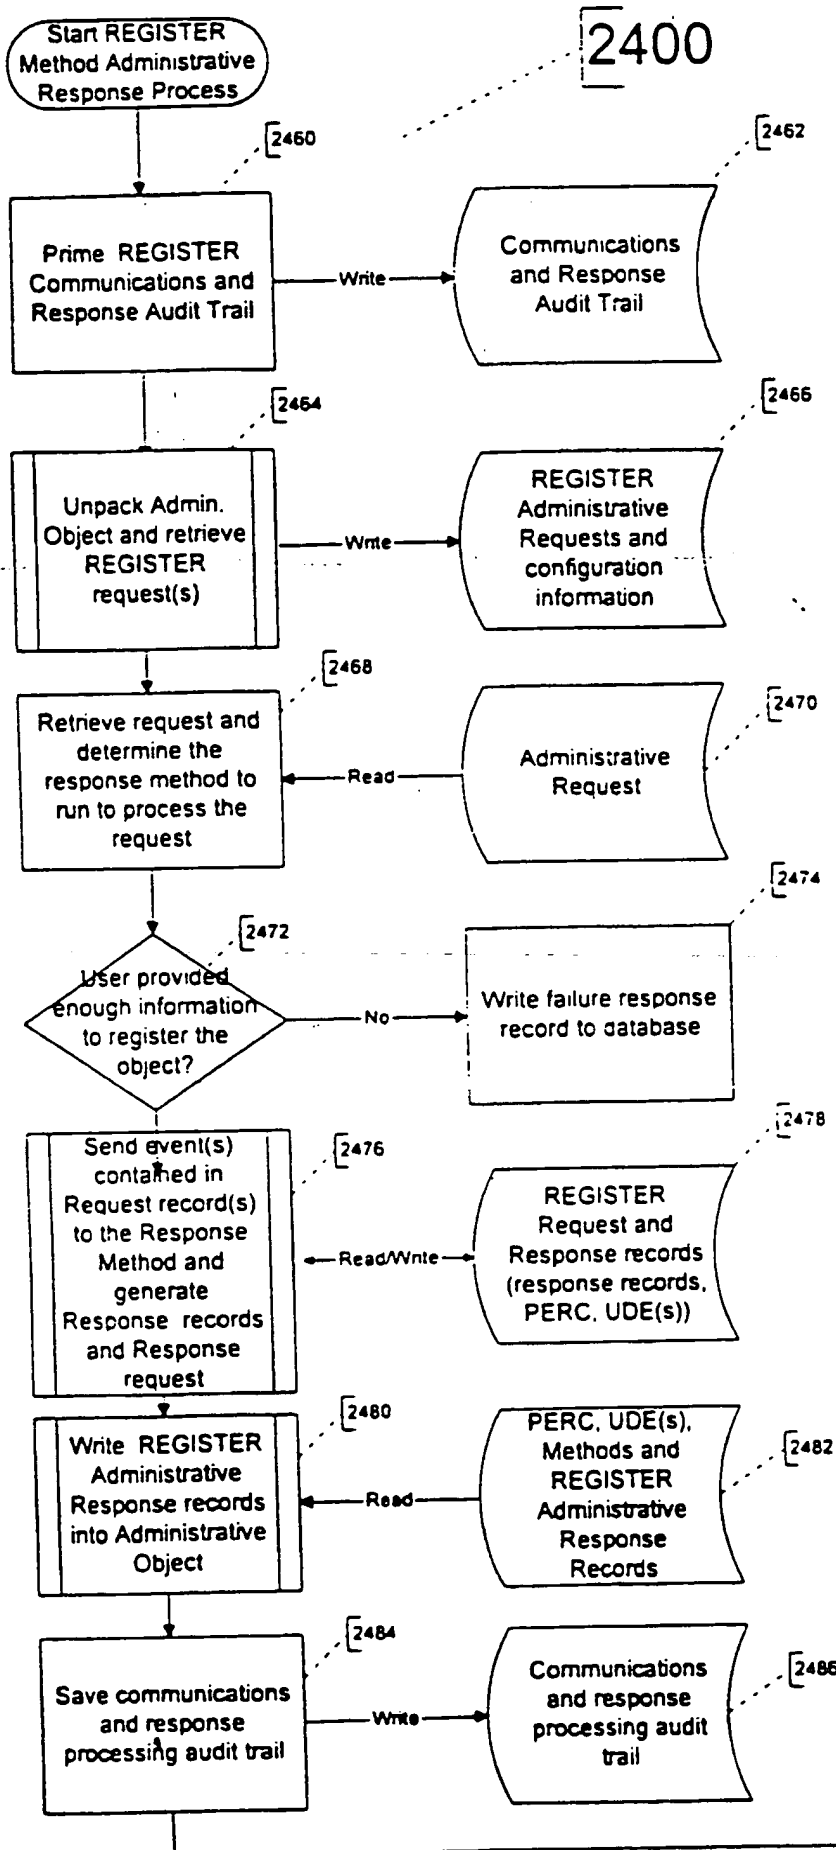 Start REGISTER
Method Administrative
Response Process
2400
2460
Prime REGISTER
Communications and
Response Audit Trail
Write
2462
Communications
and Response
Audit Trail
2464
Unpack Admin.
Object and retrieve
REGISTER
request(s)
Write
2466
REGISTER
Administrative
Requests and
configuration
information
2468
Retrieve request and
determine the
response method to
run to process the
request
Read
2470
Administrative
Request
2472
User provided
enough information
to register the
object?
No
2474
Write failure response
record to database
2476
Send event(s)
contained in
Request record(s)
to the Response
Method and
generate
Response records
and Response
request
Read/Write
2478
REGISTER
Request and
Response records
(response records,
PERC, UDE(s))
2480
Write REGISTER
Administrative
Response records
into Administrative
Object
Read
2482
PERC, UDE(s),
Methods and
REGISTER
Administrative
Response
Records
2484
Save communications
and response
processing audit trail
Write
2486
Communications
and response
processing audit
trail